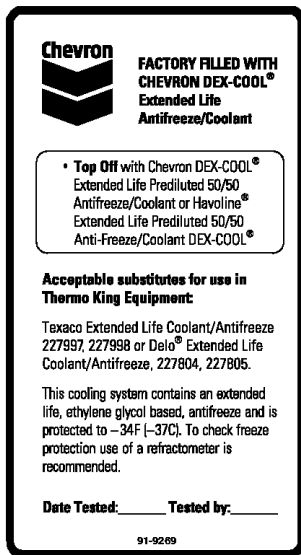 Chevron
FACTORY FILLED WITH
CHEVRON DEX-COOL®
Extended Life
Antifreeze/Coolant
• Top Off with Chevron DEX-COOL®
Extended Life Prediluted 50/50
Antifreeze/Coolant or Havoline®
Extended Life Prediluted 50/50
Anti-Freeze/Coolant DEX-COOL®
Acceptable substitutes for use in
Thermo King Equipment:
Texaco Extended Life Coolant/Antifreeze
227997, 227998 or Delo® Extended Life
Coolant/Antifreeze, 227804, 227805.
This cooling system contains an extended
life, ethylene glycol based, antifreeze and is
protected to –34F (–37C). To check freeze
protection use of a refractometer is
recommended.
Date Tested:______ Tested by:______
91-9269